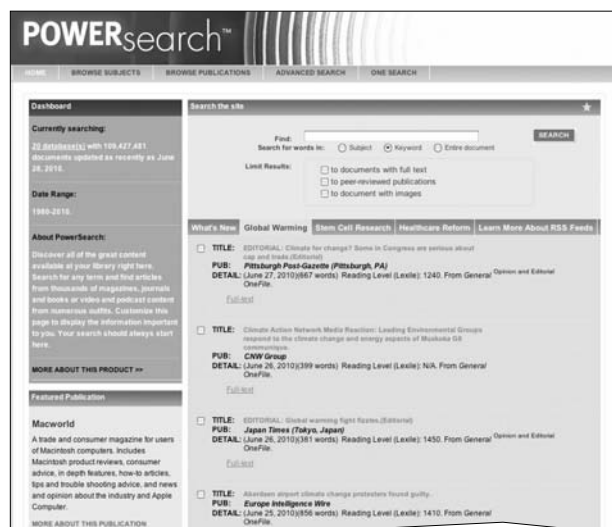 POWERsearch™
HOME BROWSE SUBJECTS BROWSE PUBLICATIONS ADVANCED SEARCH ONE SEARCH
Dashboard
Currently searching:
20 database(s) with 109,427,481
documents updated as recently as June
28, 2010.
Date Range:
1980-2010.
About PowerSearch:
Discover all of the great content
available at your library right here.
Search for any term and find articles
from thousands of magazines, journals
and books or video and podcast content
from numerous outlets. Customize this
page to display the information important
to you. Your search should always start
here.
MORE ABOUT THIS PRODUCT >>
Featured Publication
Macworld
A trade and consumer magazine for users
of Macintosh computers. Includes
Macintosh product reviews, consumer
advice, in depth features, how-to articles,
tips and trouble shooting advice, and news
and opinion about the industry and Apple
Computer.
MORE ABOUT THIS PUBLICATION
Search the site
Find: SEARCH
Search for words in: Subject Keyword Entire document
Limit Results: to documents with full text
to peer-reviewed publications
to document with images
What's New Global Warming Stem Cell Research Healthcare Reform Learn More About RSS Feeds
TITLE: EDITORIAL: Climate for change? Some in Congress are serious about
cap and trade.(Editorial)
PUB: Pittsburgh Post-Gazette (Pittsburgh, PA)
DETAIL: (June 27, 2010)(667 words) Reading Level (Lexile): 1240. From General Opinion and Editorial
OneFile.
Full-text
TITLE: Climate Action Network Media Reaction: Leading Environmental Groups
respond to the climate change and energy aspects of Muskoka G8
communique.
PUB: CNW Group
DETAIL: (June 26, 2010)(399 words) Reading Level (Lexile): N/A. From General
OneFile.
Full-text
TITLE: EDITORIAL: Global warming fight fizzles.(Editorial)
PUB: Japan Times (Tokyo, Japan)
DETAIL: (June 26, 2010)(361 words) Reading Level (Lexile): 1450. From General Opinion and Editorial
OneFile.
Full-text
TITLE: Aberdeen airport climate change protesters found guilty.
PUB: Europe Intelligence Wire
DETAIL: (June 25, 2010)(856 words) Reading Level (Lexile): 1410. From General
OneFile.